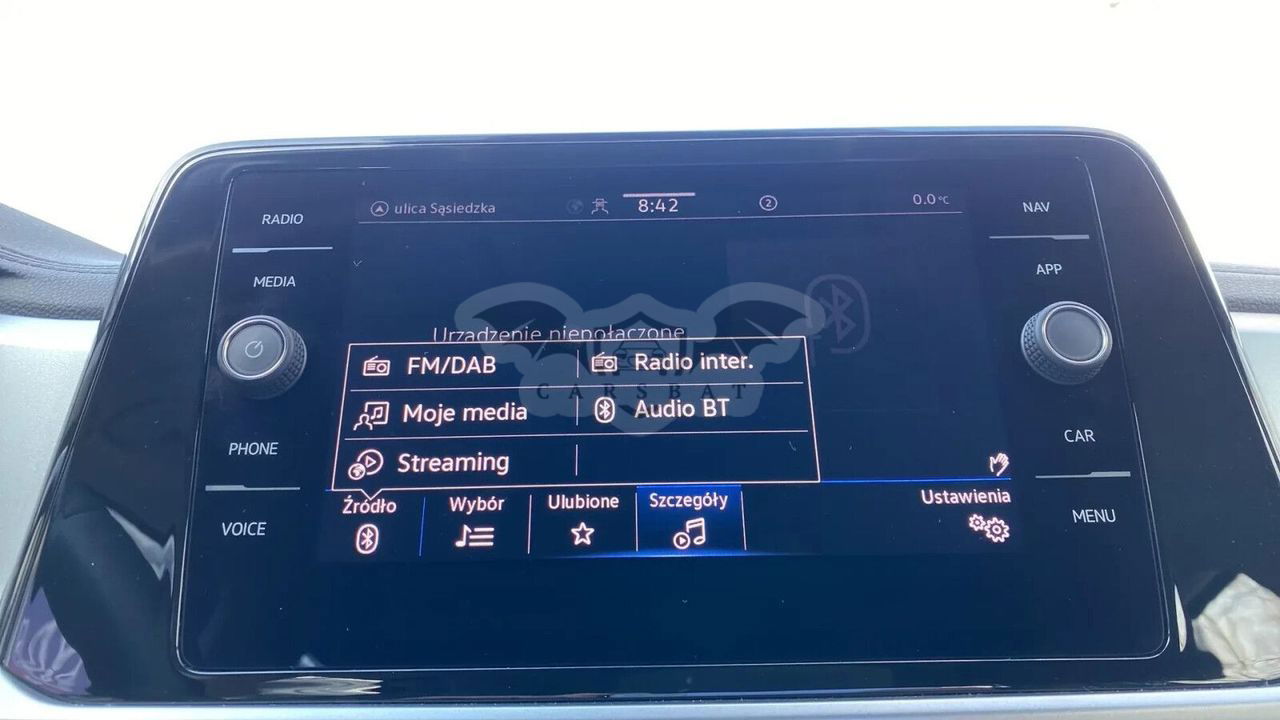 RADIO
MEDIA
PHONE
VOICE
ulica Sąsiedzka
8:42
2
0.0°C
Urządzenie niepołączone
FM/DAB
Radio inter.
Moje media
Audio BT
Streaming
CARSBAT
Źródło
Wybór
Ulubione
Szczegóły
Ustawienia
NAV
APP
CAR
MENU